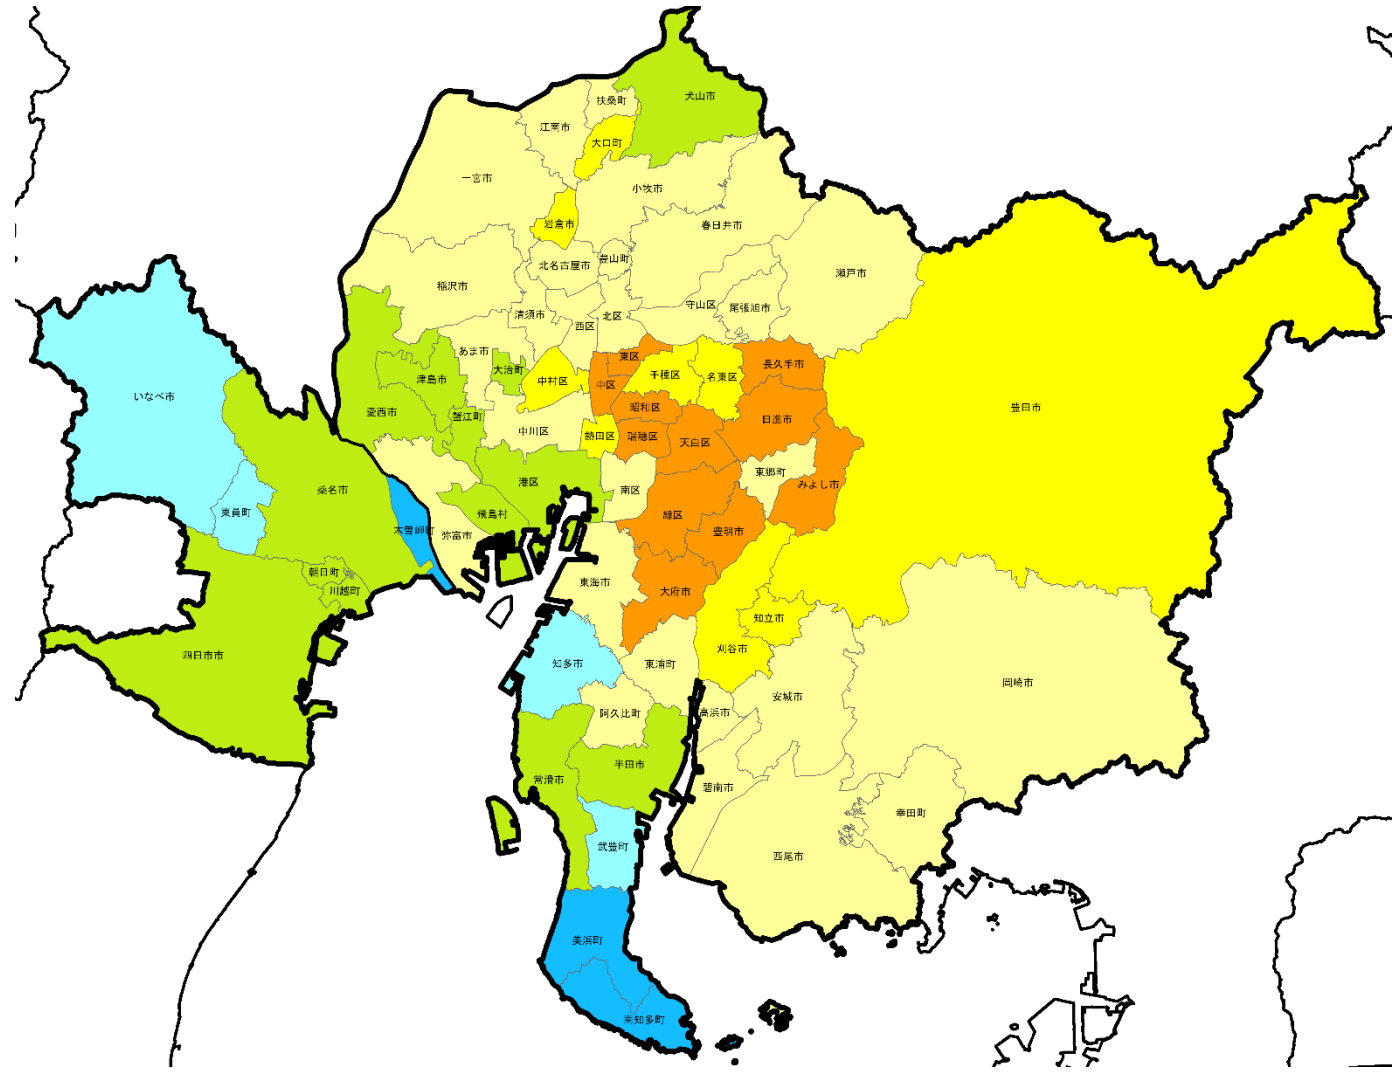 犬山市
扶桑町
江南市
大口町
一宮市
小牧市
岩倉市
春日井市
北名古屋市
豊山町
瀬戸市
稲沢市
守山区
尾張旭市
清須市
北区
西区
あま市
東区
長久手市
大治町
千種区
名東区
津島市
中村区
中区
いなべ市
豊田市
昭和区
愛西市
蟹江町
日進市
中川区
熱田区
瑞穂区
天白区
東郷町
港区
みよし市
桑名市
南区
東員町
飛島村
緑区
木曽岬町
豊明市
弥富市
朝日町
東海市
川越町
大府市
知立市
刈谷市
四日市市
知多市
東浦町
岡崎市
安城市
阿久比町
高浜市
半田市
常滑市
碧南市
幸田町
武豊町
西尾市
美浜町
南知多町